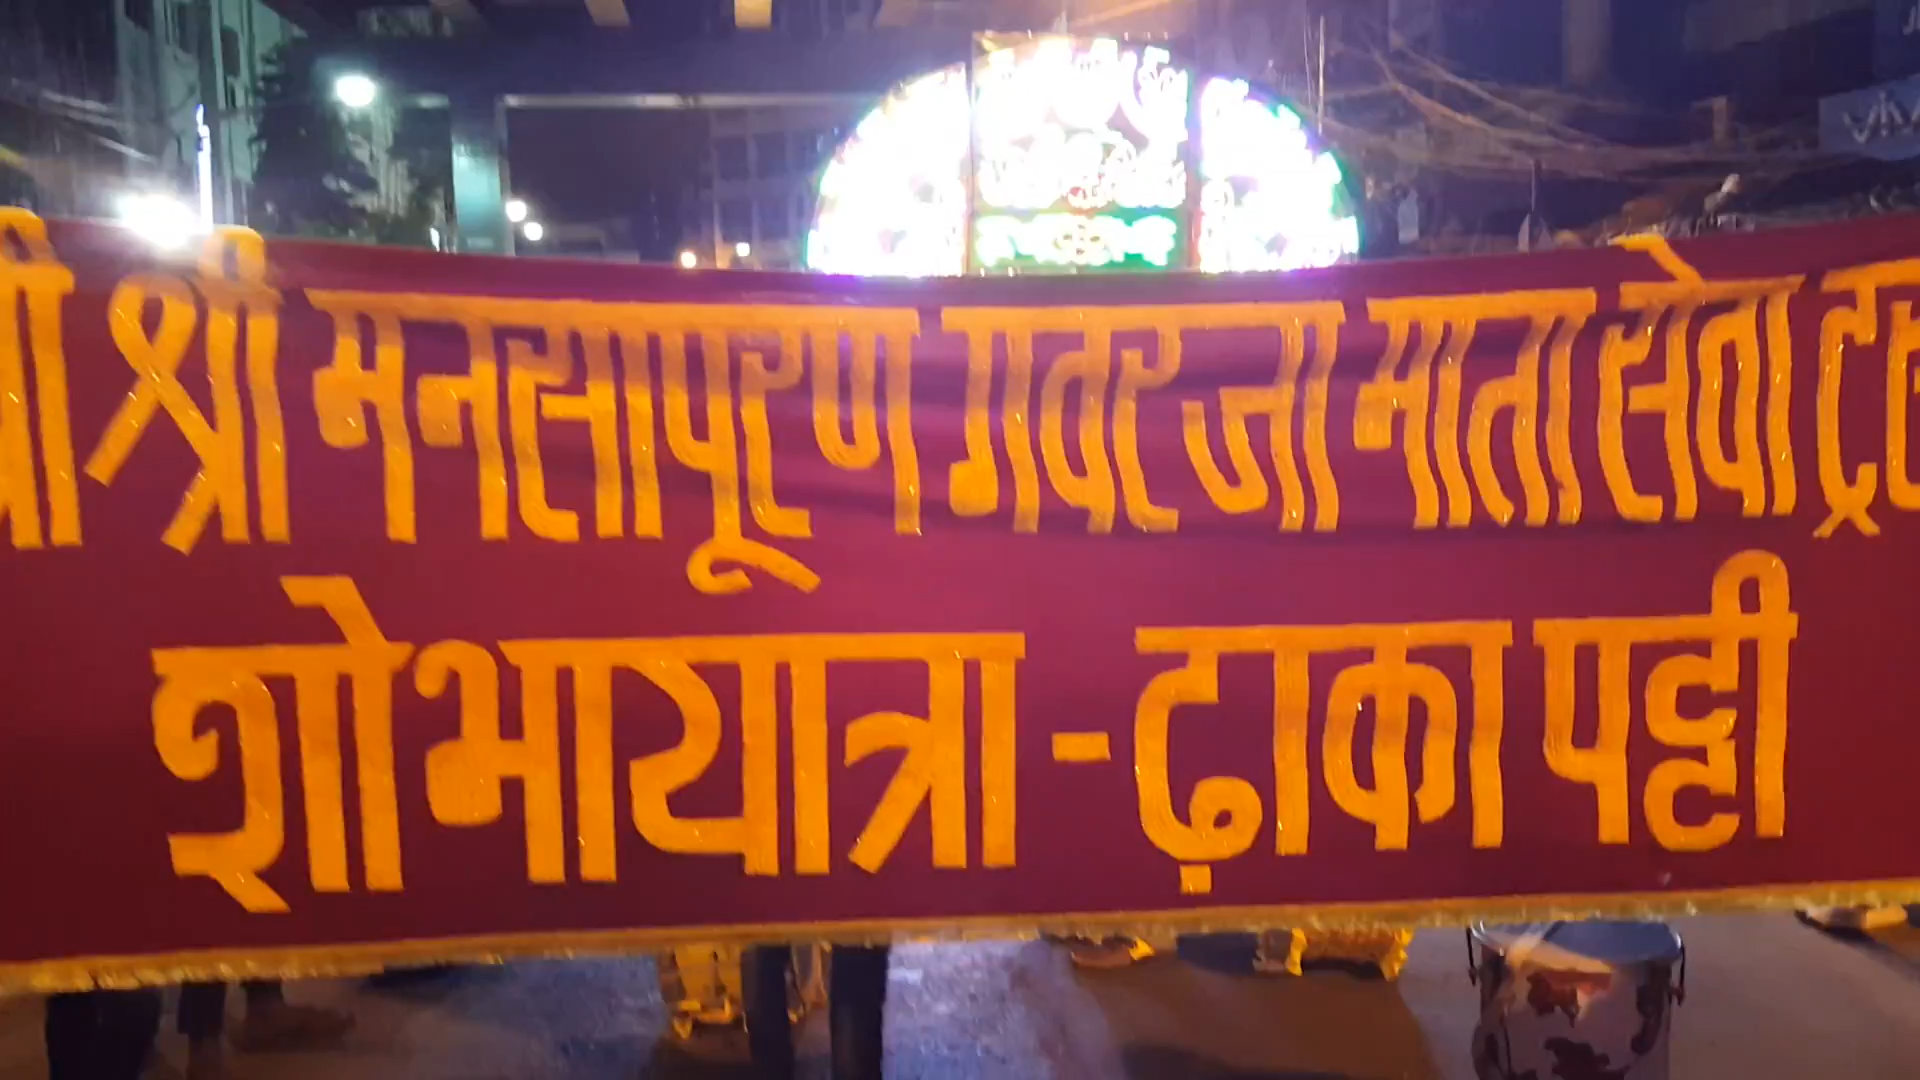 श्री श्री मनसापूरण गवरजा माता सेवा
शोभायात्रा - ढ़ाका पट्टी